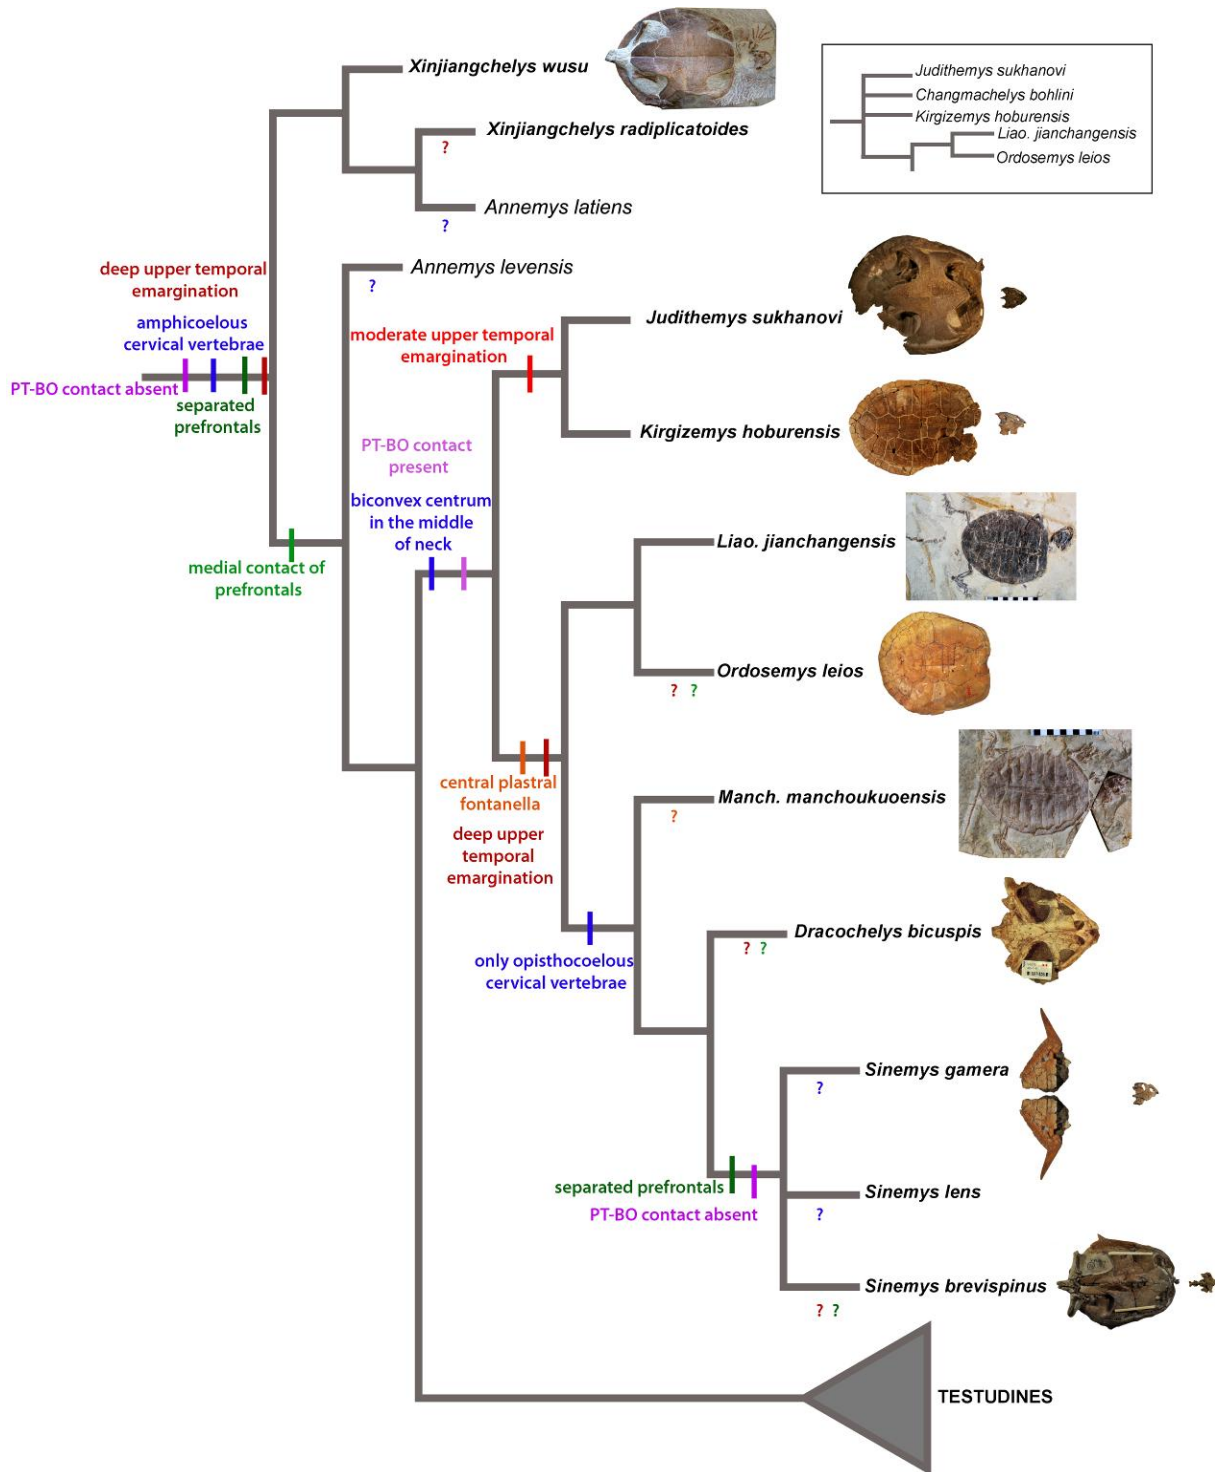 Xinjiangchelys wusu
Xinjiangchelys radiplicatoides
?
Annemys latiens
?
Judithemys sukhanovi
Changmachelys bohlini
Kirgizemys hoburensis
Liao. jianchangensis
Ordosemys leios
deep upper temporal
emargination
amphicoelous
cervical vertebrae
PT-BO contact absent
separated
prefrontals
Annemys levensis
?
moderate upper temporal
emargination
Judithemys sukhanovi
Kirgizemys hoburensis
PT-BO contact
present
biconvex centrum
in the middle
of neck
medial contact of
prefrontals
Liao. jianchangensis
Ordosemys leios
? ?
central plastral
fontanella
deep upper
temporal
emargination
Manch. manchoukuoensis
?
only opisthocoelous
cervical vertebrae
Dracochelys bicuspis
? ?
Sinemys gamera
?
separated prefrontals
PT-BO contact absent
Sinemys lens
?
Sinemys brevispinus
? ?
TESTUDINES